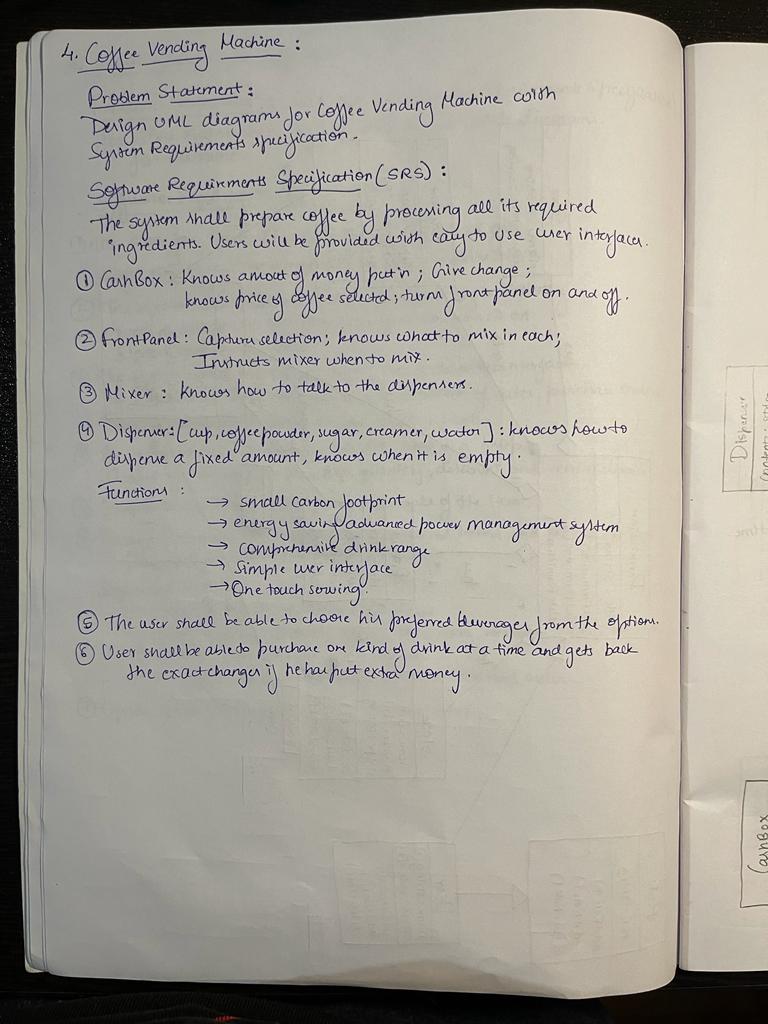 4. Coffee Vending Machine :
Problem Statement :
Design UML diagrams for Coffee Vending Machine with
System Requirements specification.
Software Requirements Specification (SRS) :
The system shall prepare coffee by processing all its required
ingredients. Users will be provided with easy to use user interfaces.
① CashBox : Knows amout of money put in ; Give change ;
knows price of coffee selected ; turns front panel on and off.
② FrontPanel : Captures selection ; knows what to mix in each ;
Instructs mixer when to mix.
③ Mixer : Knows how to talk to the dispensers.
④ Dispenser : [cup, coffee powder, sugar, creamer, water] : knows how to
dispense a fixed amount, knows when it is empty.
Functions :
→ small carbon footprint
→ energy saving advanced power management system
→ comprehensive drink range
→ Simple user interface
→ One touch serving.
⑤ The user shall be able to choose his preferred beverages from the options.
⑥ User shall be able to purchase one kind of drink at a time and gets back
the exact changes if he has put extra money.
Dispenser
CashBox